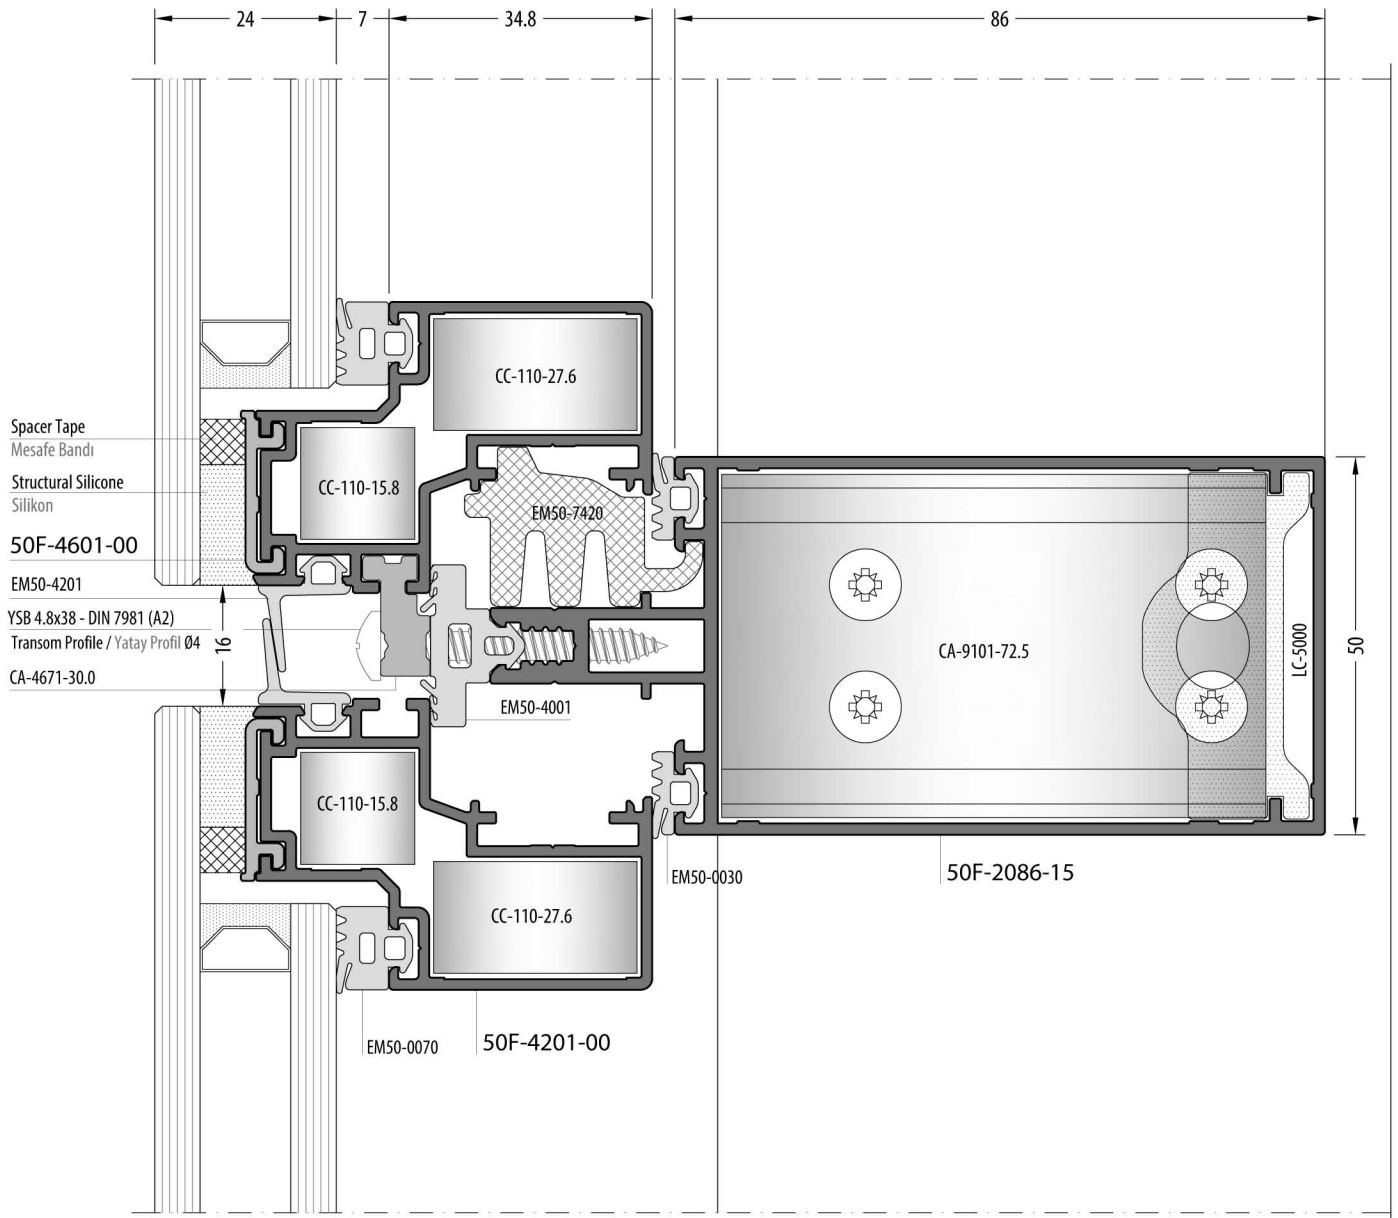 24
7
34.8
86
CC-110-27.6
Spacer Tape
Mesafe Bandı
CC-110-15.8
Structural Silicone
Silikon
EM50-7420
50F-4601-00
EM50-4201
YSB 4.8x38 - DIN 7981 (A2)
Transom Profile / Yatay Profil Ø4
16
CA-9101-72.5
LC-5000
50
CA-4671-30.0
EM50-4001
CC-110-15.8
EM50-0030
50F-2086-15
CC-110-27.6
EM50-0070
50F-4201-00